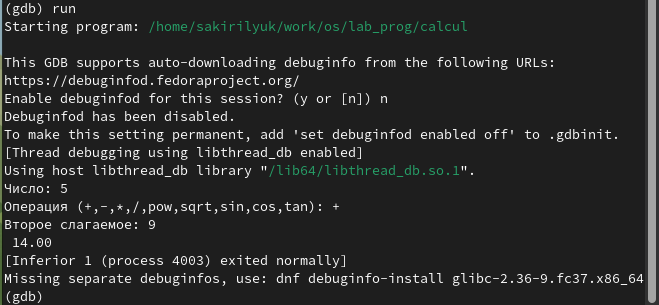 (gdb) run
Starting program: /home/sakirilyuk/work/os/lab_prog/calcul
This GDB supports auto-downloading debuginfo from the following URLs:
https://debuginfod.fedoraproject.org/
Enable debuginfod for this session? (y or [n]) n
Debuginfod has been disabled.
To make this setting permanent, add 'set debuginfod enabled off' to .gdbinit.
[Thread debugging using libthread_db enabled]
Using host libthread_db library "/lib64/libthread_db.so.1".
Число: 5
Операция (+,-,*,/,pow,sqrt,sin,cos,tan): +
Второе слагаемое: 9
 14.00
[Inferior 1 (process 4003) exited normally]
Missing separate debuginfos, use: dnf debuginfo-install glibc-2.36-9.fc37.x86_64
(gdb)